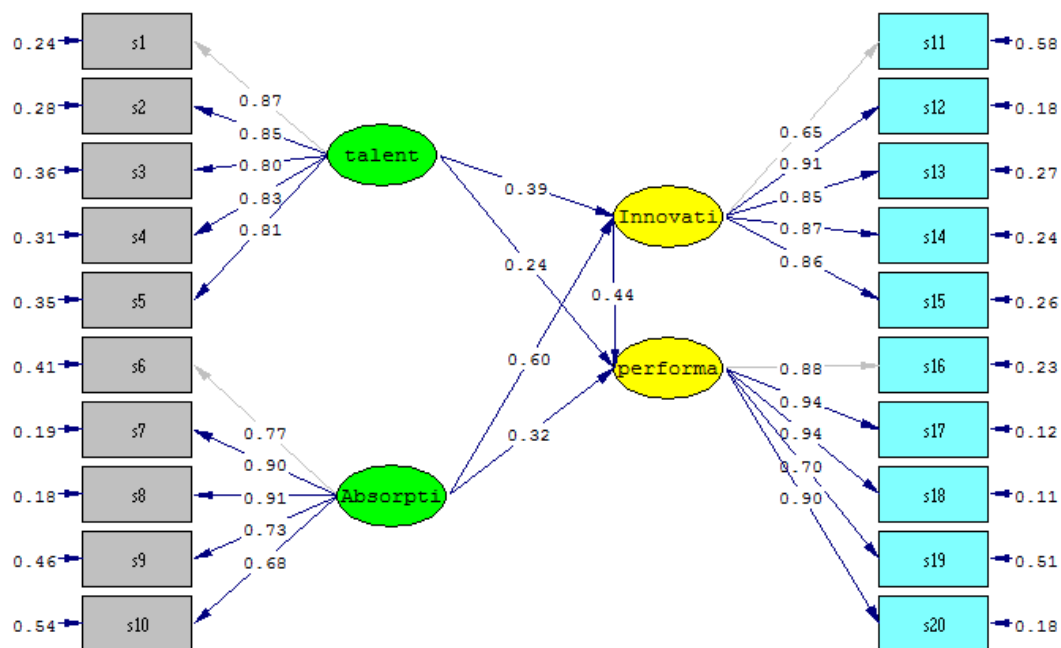 0.24
s1
0.28
s2
0.36
s3
0.31
s4
0.35
s5
0.41
s6
0.19
s7
0.18
s8
0.46
s9
0.54
s10
0.87
0.85
0.80
0.83
0.81
0.77
0.90
0.91
0.73
0.68
talent
Absorpti
0.39
0.24
0.44
0.60
0.32
Innovati
performa
0.65
0.91
0.85
0.87
0.86
0.88
0.94
0.94
0.70
0.90
s11
0.58
s12
0.18
s13
0.27
s14
0.24
s15
0.26
s16
0.23
s17
0.12
s18
0.11
s19
0.51
s20
0.18